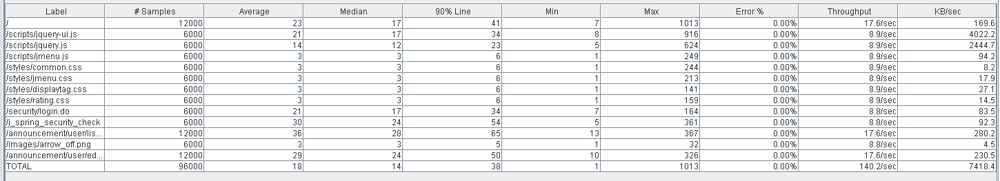 Label # Samples Average Median 90% Line Min Max Error % Throughput KB/sec
/ 12000 23 17 41 7 1013 0.00% 17.6/sec 169.6
/scripts/jquery-ui.js 6000 21 17 34 8 916 0.00% 8.9/sec 4022.2
/scripts/jquery.js 6000 14 12 23 5 624 0.00% 8.9/sec 2444.7
/scripts/jmenu.js 6000 3 3 6 1 249 0.00% 8.9/sec 94.2
/styles/common.css 6000 3 3 6 1 244 0.00% 8.9/sec 8.2
/styles/jmenu.css 6000 3 3 6 1 213 0.00% 8.9/sec 17.9
/styles/displaytag.css 6000 3 3 6 1 141 0.00% 8.9/sec 27.1
/styles/rating.css 6000 3 3 6 1 159 0.00% 8.9/sec 14.5
/security/login.do 6000 21 17 34 7 164 0.00% 8.8/sec 83.5
/j_spring_security_check 6000 30 24 54 5 361 0.00% 8.8/sec 92.3
/announcement/user/lis... 12000 36 28 65 13 367 0.00% 17.6/sec 280.2
/images/arrow_off.png 6000 3 3 5 1 32 0.00% 8.8/sec 4.5
/announcement/user/ed... 12000 29 24 50 10 326 0.00% 17.6/sec 230.5
TOTAL 96000 18 14 38 1 1013 0.00% 140.2/sec 7418.4